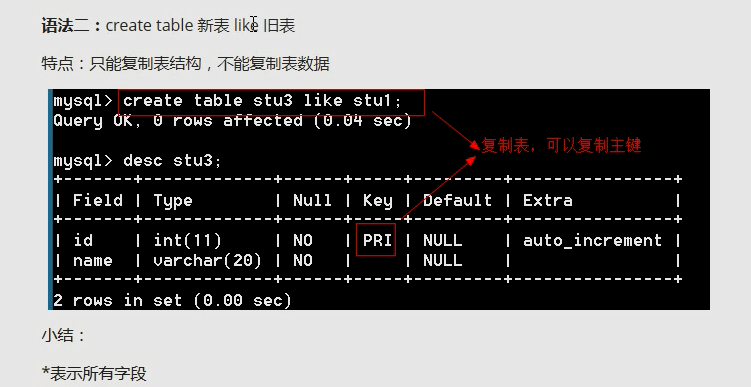 语法二：create table 新表 like 旧表
特点：只能复制表结构，不能复制表数据
mysql> create table stu3 like stu1;
Query OK, 0 rows affected (0.04 sec)
复制表，可以复制主键
mysql> desc stu3;
+-------+-------------+------+-----+---------+----------------+
| Field | Type        | Null | Key | Default | Extra          |
+-------+-------------+------+-----+---------+----------------+
| id    | int(11)     | NO   | PRI | NULL    | auto_increment |
| name  | varchar(20) | NO   |     | NULL    |                |
+-------+-------------+------+-----+---------+----------------+
2 rows in set (0.00 sec)
小结：
*表示所有字段